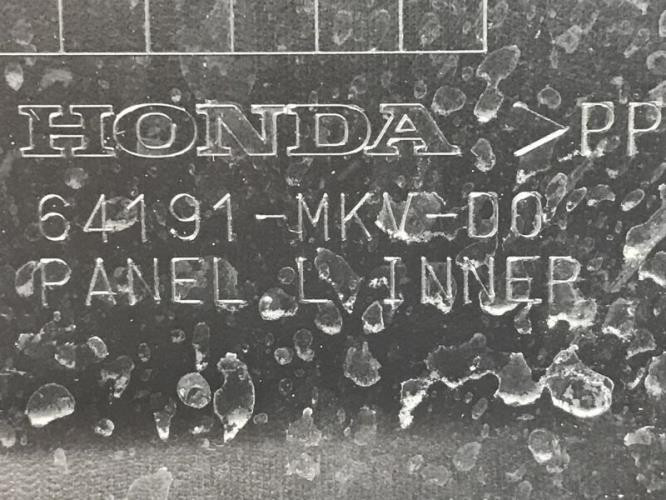 HONDA >PP
64191-MKV-D0
PANEL L INNER